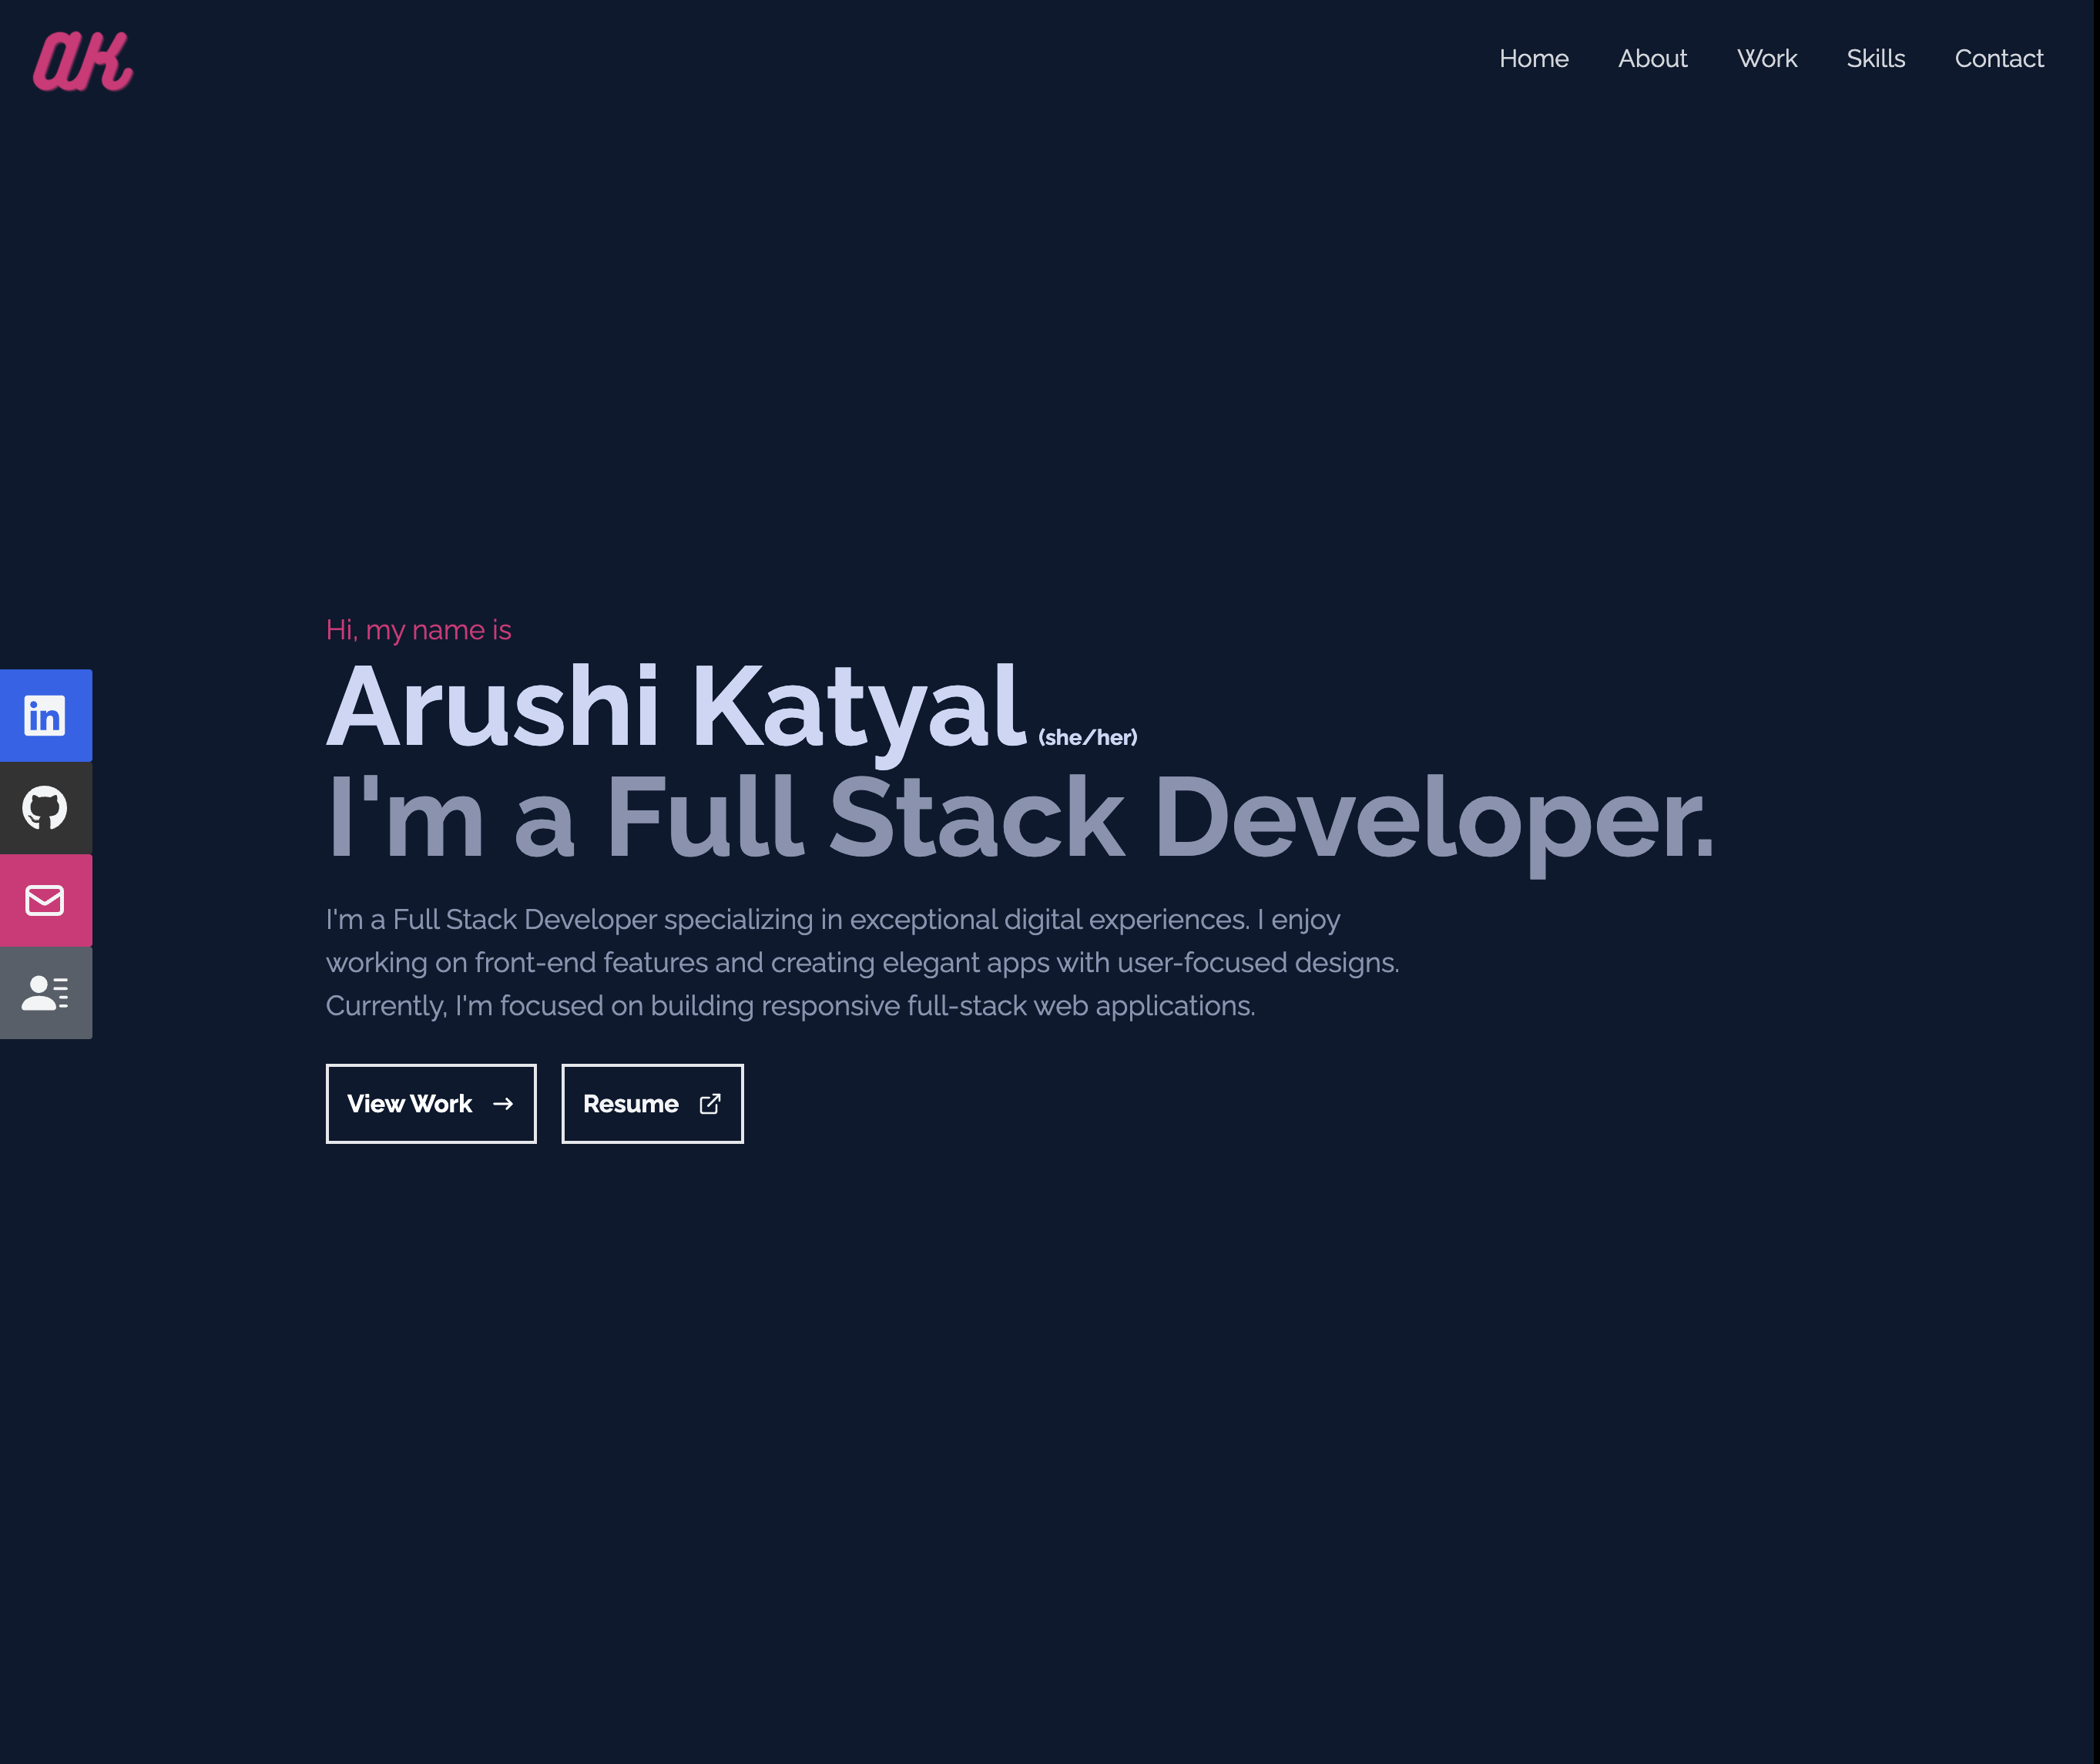 ak
Home About Work Skills Contact
Hi, my name is
Arushi Katyal (she/her)
I'm a Full Stack Developer.
in
I'm a Full Stack Developer specializing in exceptional digital experiences. I enjoy
working on front-end features and creating elegant apps with user-focused designs.
Currently, I'm focused on building responsive full-stack web applications.
View Work Resume